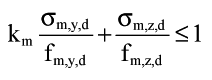 k_m σ_m,y,d / f_m,y,d + σ_m,z,d / f_m,z,d ≤ 1